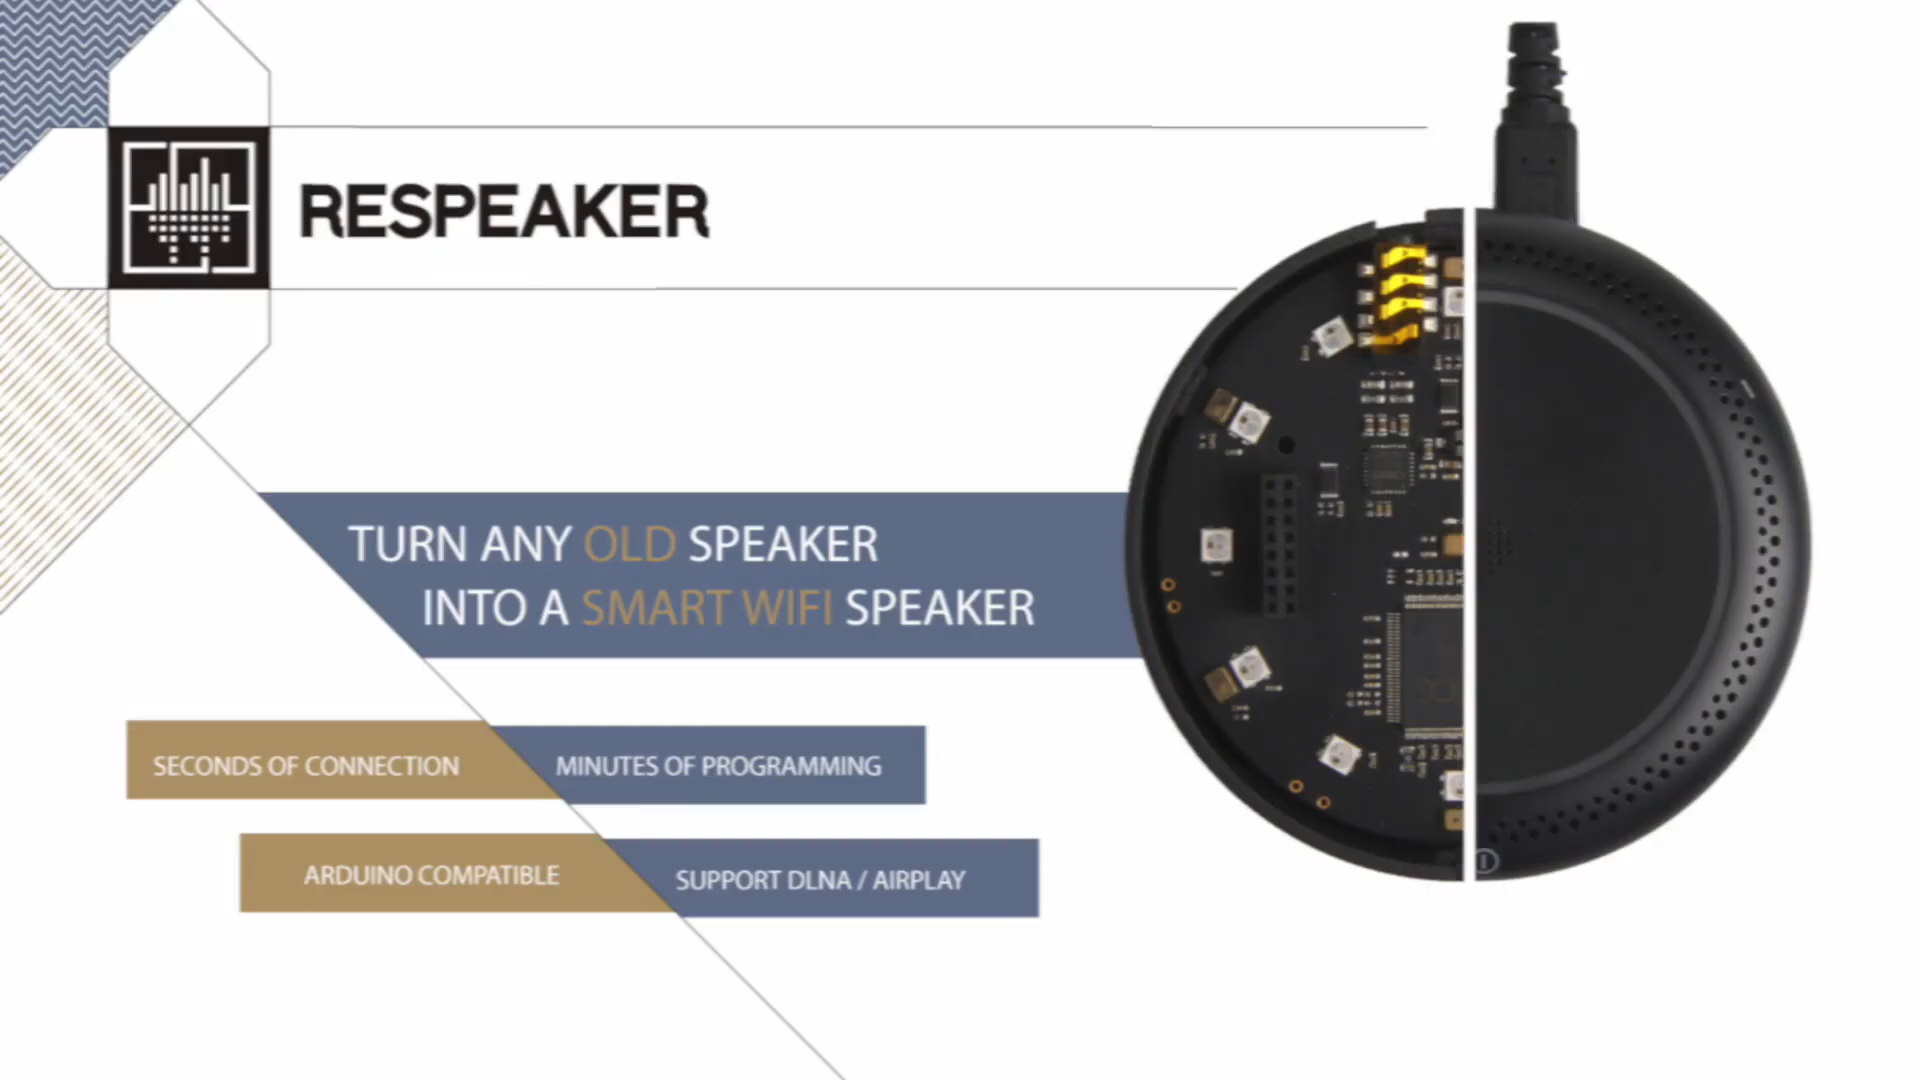 RESPEAKER
TURN ANY OLD SPEAKER
INTO A SMART WIFI SPEAKER
SECONDS OF CONNECTION
MINUTES OF PROGRAMMING
ARDUINO COMPATIBLE
SUPPORT DLNA / AIRPLAY